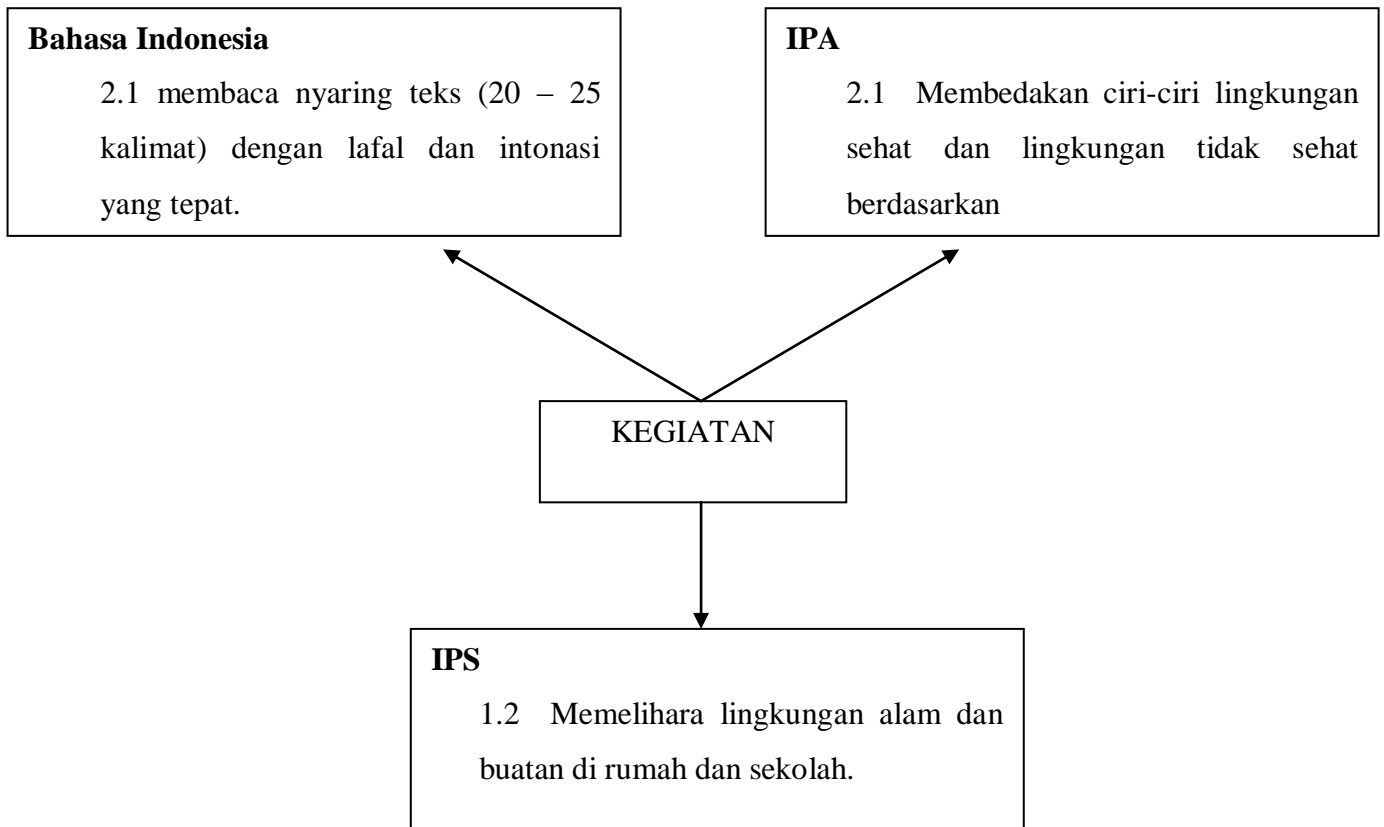 Bahasa Indonesia
2.1 membaca nyaring teks (20 – 25
kalimat) dengan lafal dan intonasi
yang tepat.
IPA
2.1 Membedakan ciri-ciri lingkungan
sehat dan lingkungan tidak sehat
berdasarkan
KEGIATAN
IPS
1.2 Memelihara lingkungan alam dan
buatan di rumah dan sekolah.